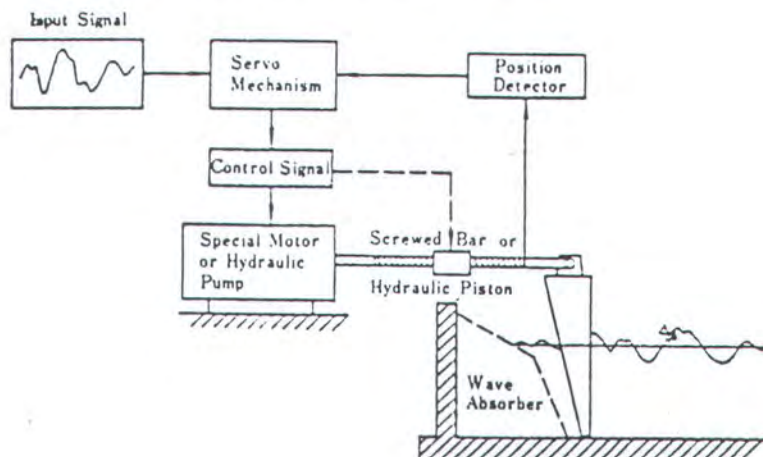 Input Signal
Servo
Mechanism
Position
Detector
Control Signal
Special Motor
or Hydraulic
Pump
Screwed Bar or
Hydraulic Piston
Wave
Absorber